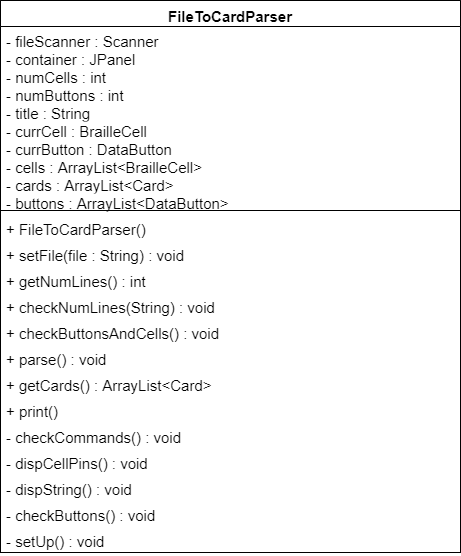 FileToCardParser
- fileScanner : Scanner
- container : JPanel
- numCells : int
- numButtons : int
- title : String
- currCell : BrailleCell
- currButton : DataButton
- cells : ArrayList<BrailleCell>
- cards : ArrayList<Card>
- buttons : ArrayList<DataButton>
+ FileToCardParser()
+ setFile(file : String) : void
+ getNumLines() : int
+ checkNumLines(String) : void
+ checkButtonsAndCells() : void
+ parse() : void
+ getCards() : ArrayList<Card>
+ print()
- checkCommands() : void
- dispCellPins() : void
- dispString() : void
- checkButtons() : void
- setUp() : void